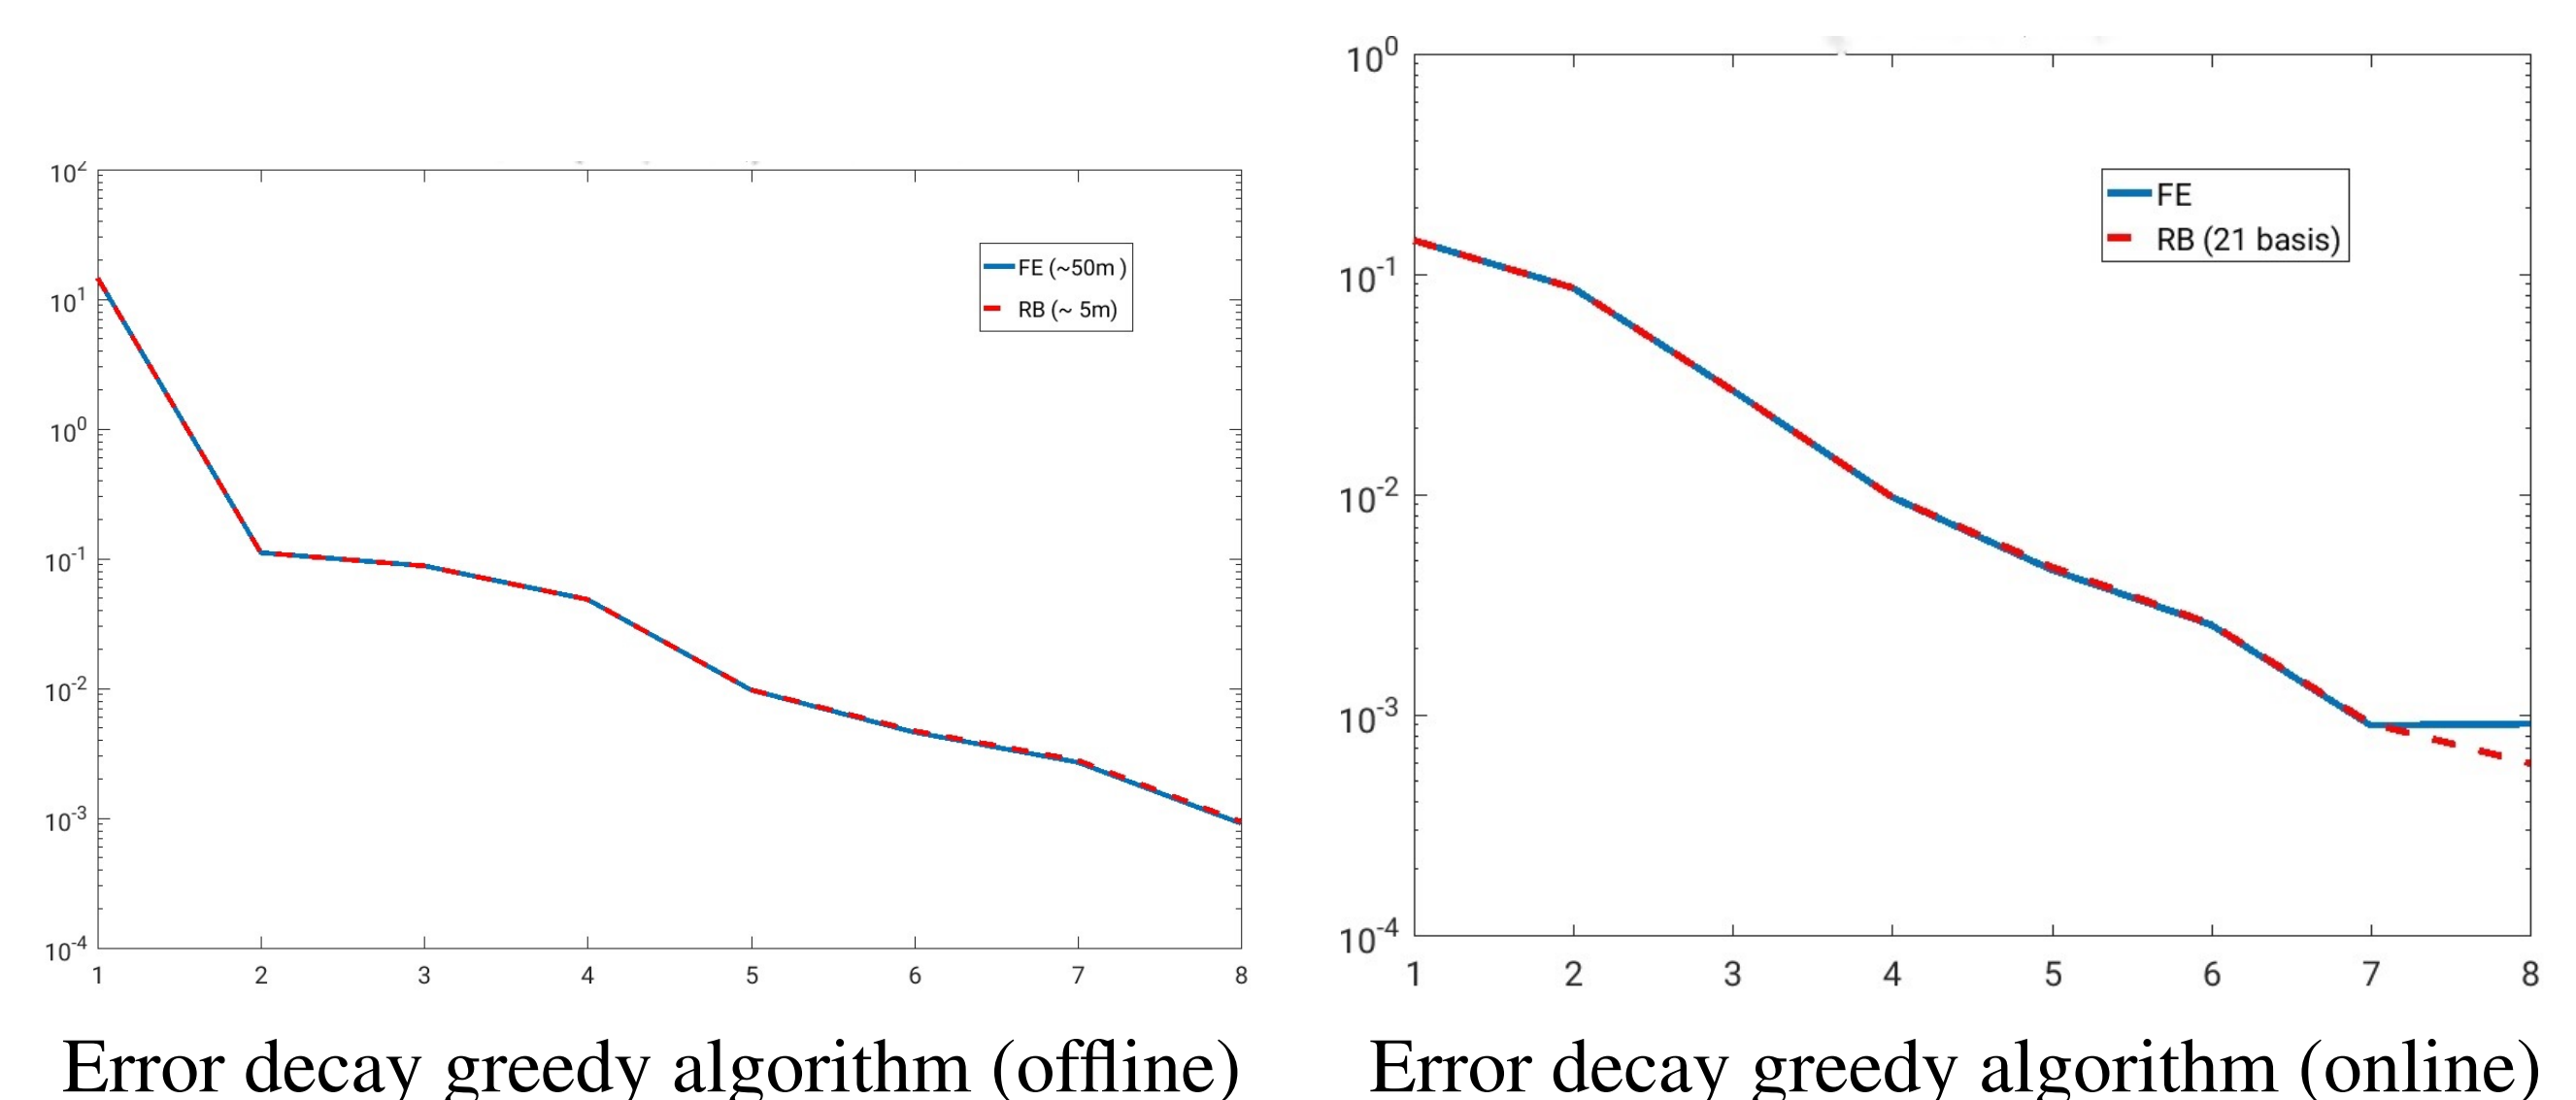 10^2
10^1
10^0
10^-1
10^-2
10^-3
10^-4
1 2 3 4 5 6 7 8
FE (~50m )
RB (~ 5m)
Error decay greedy algorithm (offline)
10^0
10^-1
10^-2
10^-3
10^-4
1 2 3 4 5 6 7 8
FE
RB (21 basis)
Error decay greedy algorithm (online)